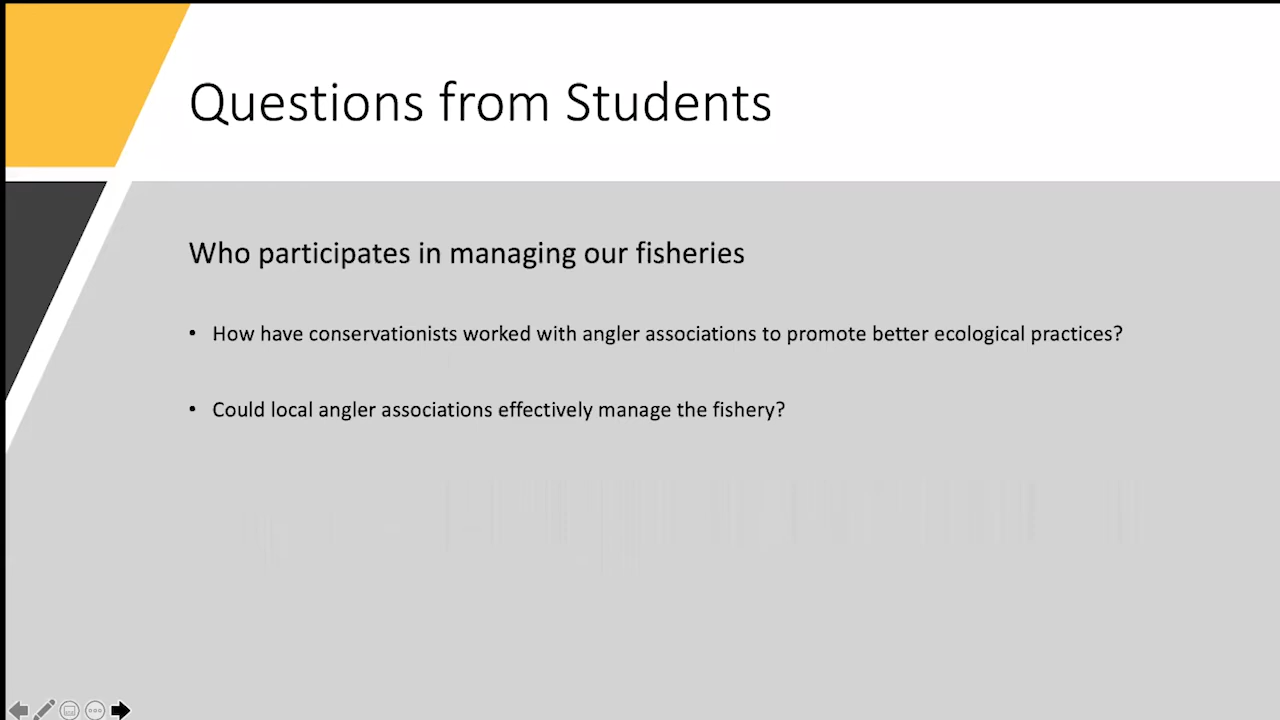 Questions from Students
Who participates in managing our fisheries
• How have conservationists worked with angler associations to promote better ecological practices?
• Could local angler associations effectively manage the fishery?